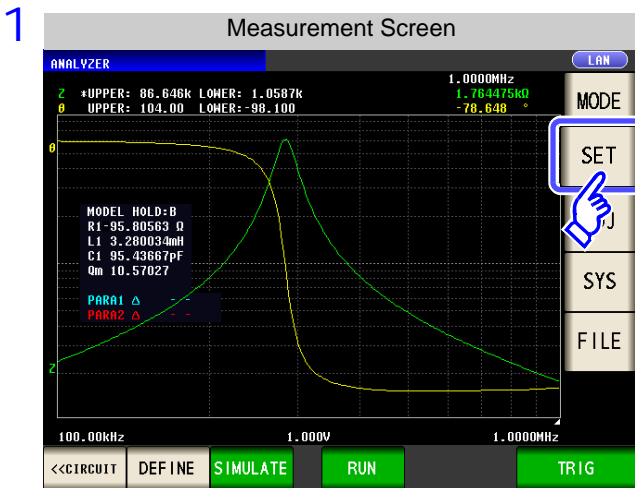 1
Measurement Screen
ANALYZER
LAN
1.0000MHz
Z *UPPER: 86.646k LOWER: 1.0587k 1.764475kΩ
θ UPPER: 104.00 LOWER:-98.100 -78.648 °
MODE
θ
SET
MODEL HOLD:B
R1-95.80563 Ω
L1 3.280034mH
C1 95.43667pF
Qm 10.57027
PARA1 Δ - -
PARA2 Δ - -
SYS
FILE
Z
100.00kHz 1.000V 1.0000MHz
<<CIRCUIT DEFINE SIMULATE RUN TRIG